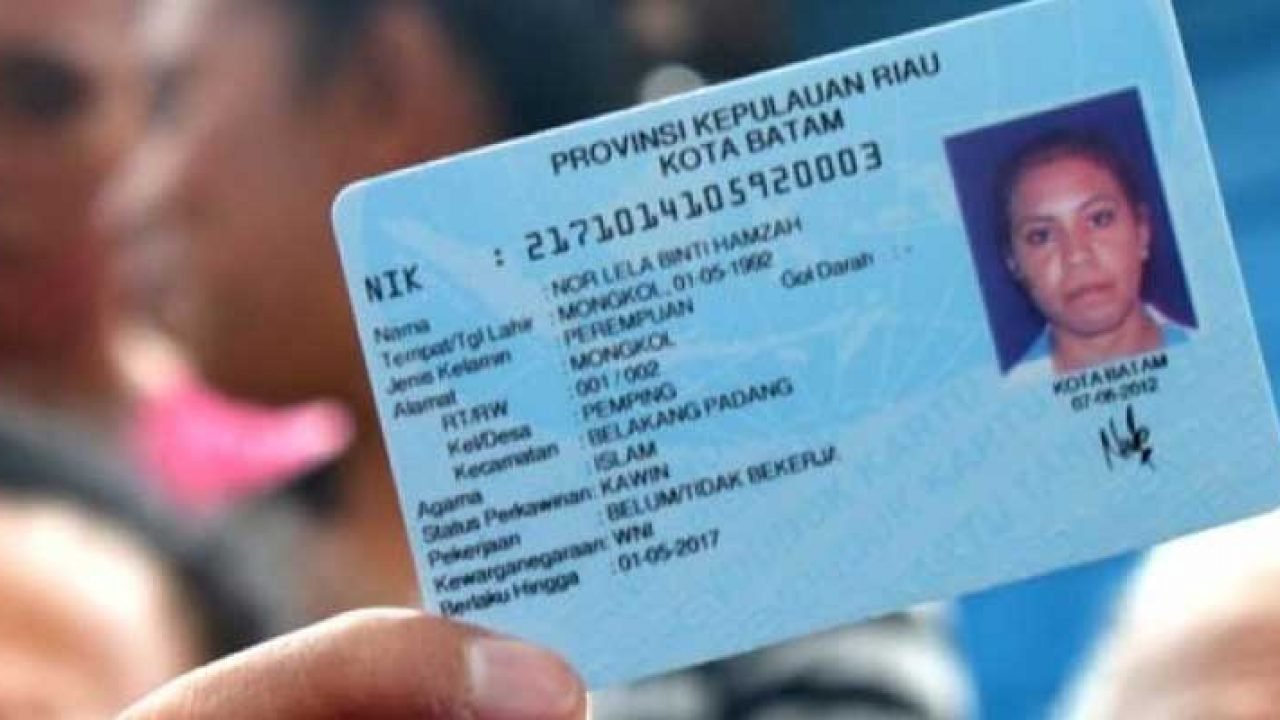 PROVINSI KEPULAUAN RIAU
KOTA BATAM
NIK : 2171014105920003
Nama : NOR LELA BINTI HAMZAH
Tempat/Tgl Lahir : MONGKOL, 01-05-1992
Jenis Kelamin : PEREMPUAN Gol Darah : -
Alamat : MONGKOL
RT/RW : 001 / 002
Kel/Desa : PEMPING
Kecamatan : BELAKANG PADANG
Agama : ISLAM
Status Perkawinan: KAWIN
Pekerjaan : BELUM/TIDAK BEKERJA
Kewarganegaraan: WNI
Berlaku Hingga : 01-05-2017
KOTA BATAM
07-06-2012